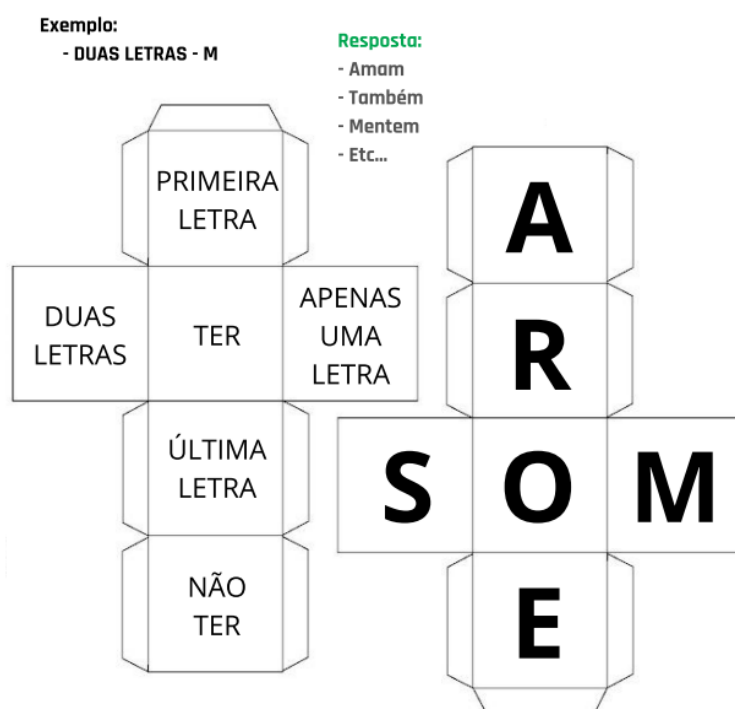 Exemplo:
- DUAS LETRAS - M
Resposta:
- Amam
- Também
- Mentem
- Etc...
PRIMEIRA
LETRA
DUAS
LETRAS
TER
APENAS
UMA
LETRA
ÚLTIMA
LETRA
NÃO
TER
A
R
S O M
E